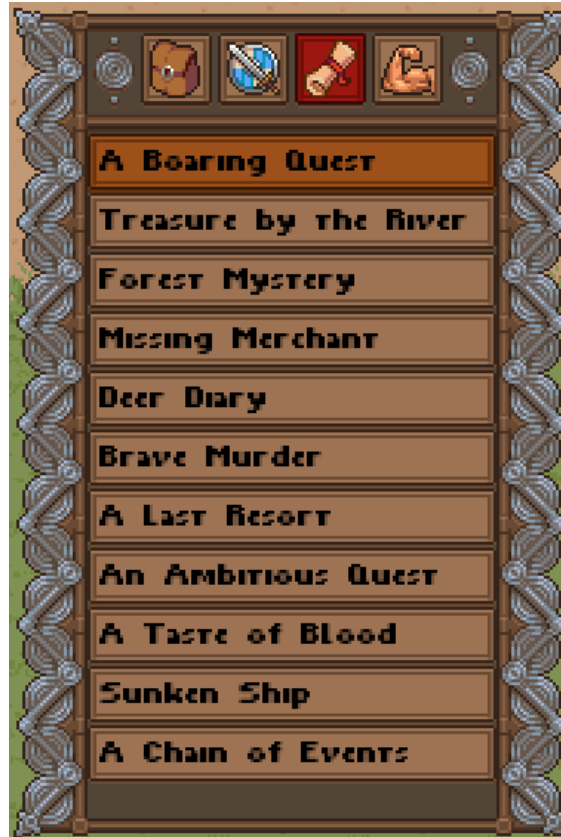 A Boaring Quest
Treasure by the River
Forest Mystery
Missing Merchant
Deer Diary
Brave Murder
A Last Resort
An Ambitious Quest
A Taste of Blood
Sunken Ship
A Chain of Events